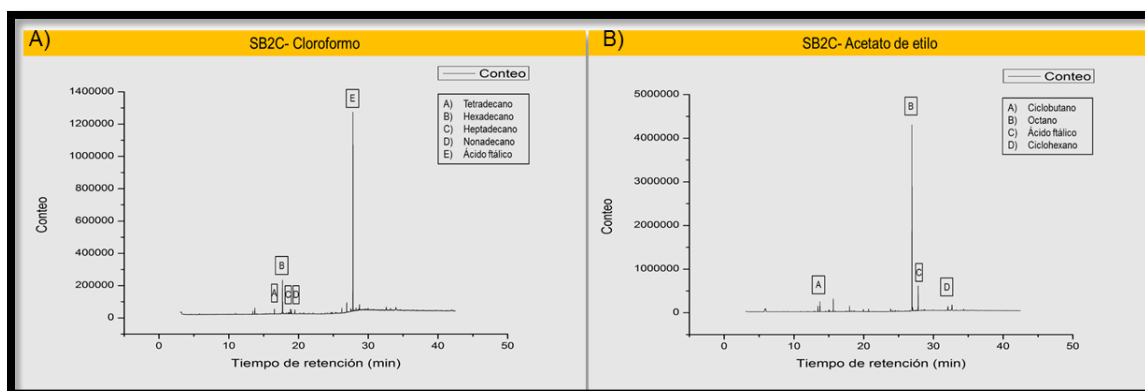 A)
SB2C- Cloroformo
Conteo
A) Tetradecano
B) Hexadecano
C) Heptadecano
D) Nonadecano
E) Ácido ftálico
1400000
1200000
1000000
800000
600000
400000
200000
0
Conteo
E
B
A
C
D
0 10 20 30 40 50
Tiempo de retención (min)
B)
SB2C- Acetato de etilo
Conteo
A) Ciclobutano
B) Octano
C) Ácido ftálico
D) Ciclohexano
5000000
4000000
3000000
2000000
1000000
0
Conteo
B
C
A
D
0 10 20 30 40 50
Tiempo de retención (min)